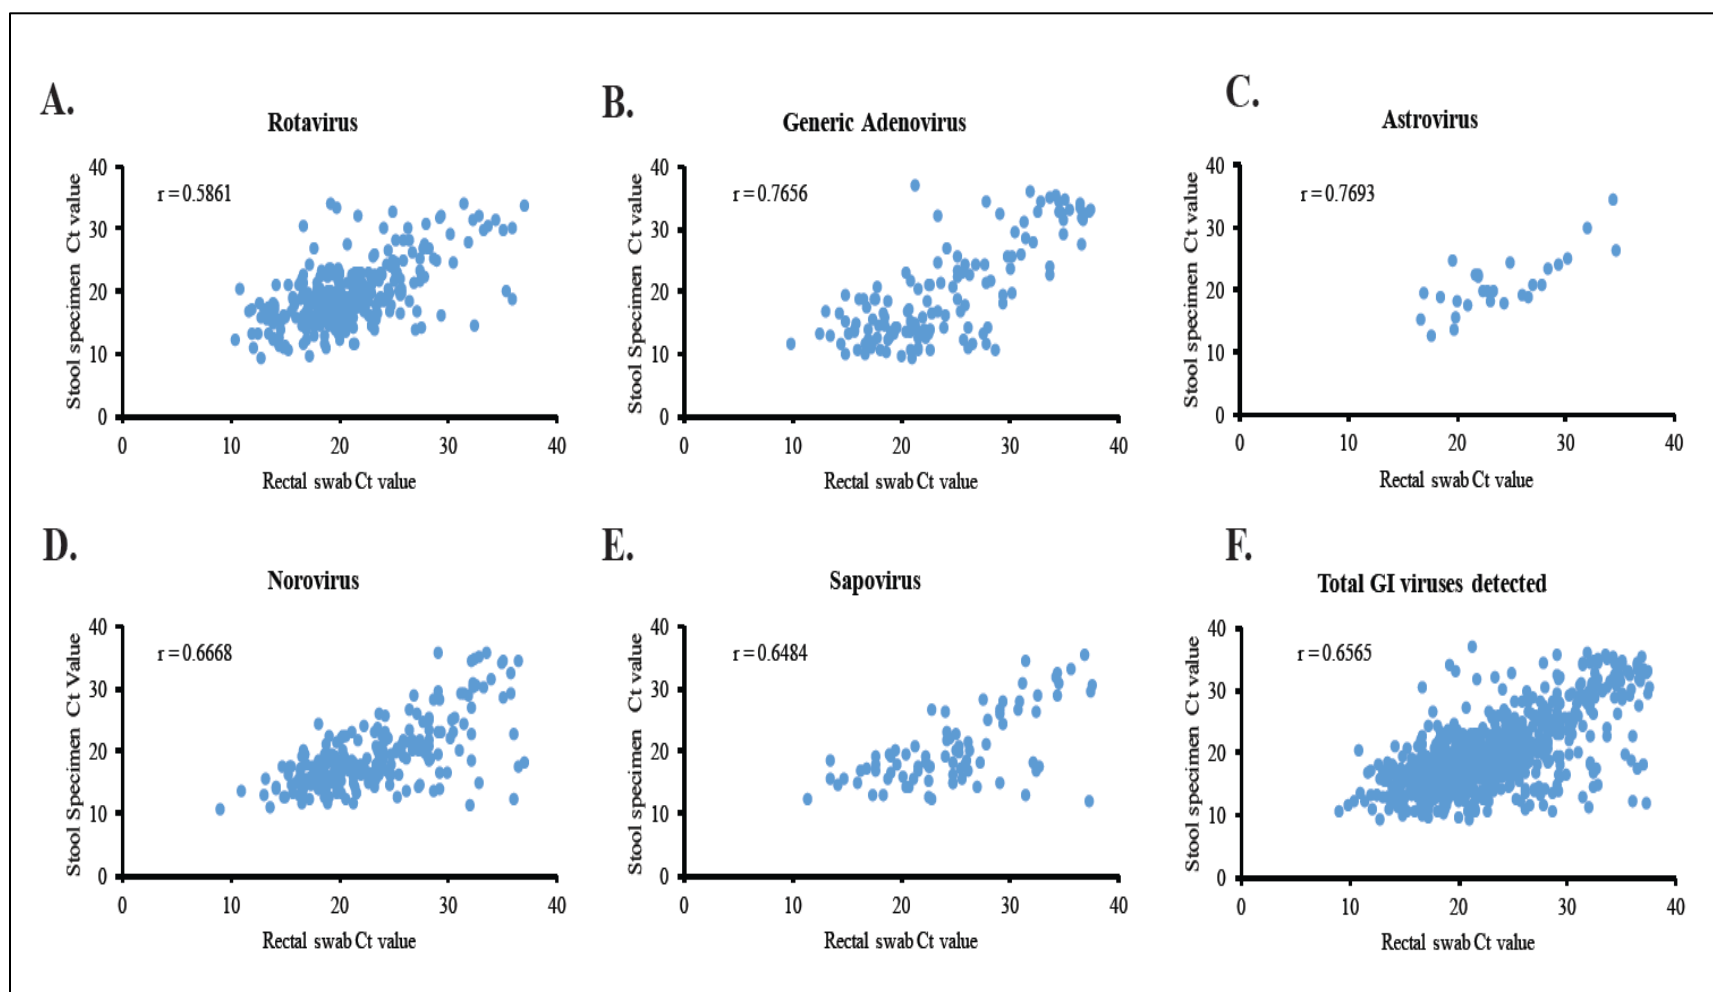 A.
Rotavirus
r = 0.5861
Stool specimen Ct value
40
30
20
10
0
0 10 20 30 40
Rectal swab Ct value
B.
Generic Adenovirus
r = 0.7656
Stool Specimen Ct value
40
30
20
10
0
0 10 20 30 40
Rectal swab Ct value
C.
Astrovirus
r = 0.7693
Stool specimen Ct value
40
30
20
10
0
0 10 20 30 40
Rectal swab Ct value
D.
Norovirus
r = 0.6668
Stool Specimen Ct Value
40
30
20
10
0
0 10 20 30 40
Rectal swab Ct value
E.
Sapovirus
r = 0.6484
Stool Specimen Ct value
40
30
20
10
0
0 10 20 30 40
Rectal swab Ct value
F.
Total GI viruses detected
r = 0.6565
Stool specimen Ct value
40
30
20
10
0
0 10 20 30 40
Rectal swab Ct value